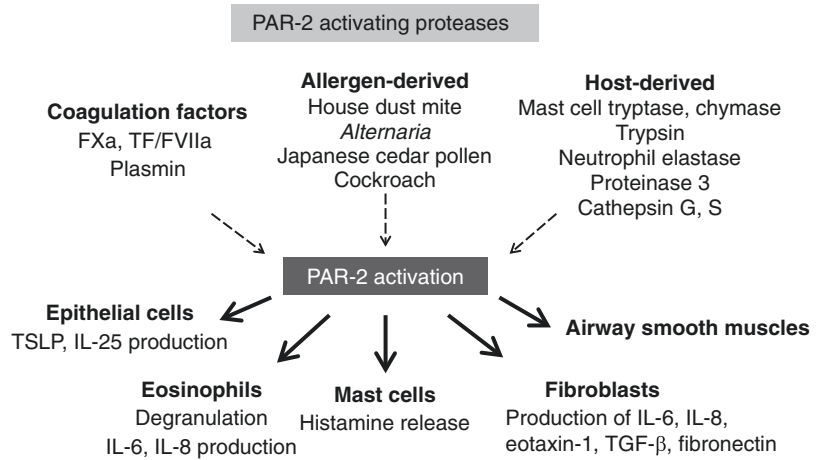 PAR-2 activating proteases
Coagulation factors
FXa, TF/FVIIa
Plasmin
Allergen-derived
House dust mite
Alternaria
Japanese cedar pollen
Cockroach
Host-derived
Mast cell tryptase, chymase
Trypsin
Neutrophil elastase
Proteinase 3
Cathepsin G, S
PAR-2 activation
Epithelial cells
TSLP, IL-25 production
Eosinophils
Degranulation
IL-6, IL-8 production
Mast cells
Histamine release
Fibroblasts
Production of IL-6, IL-8,
eotaxin-1, TGF-β, fibronectin
Airway smooth muscles